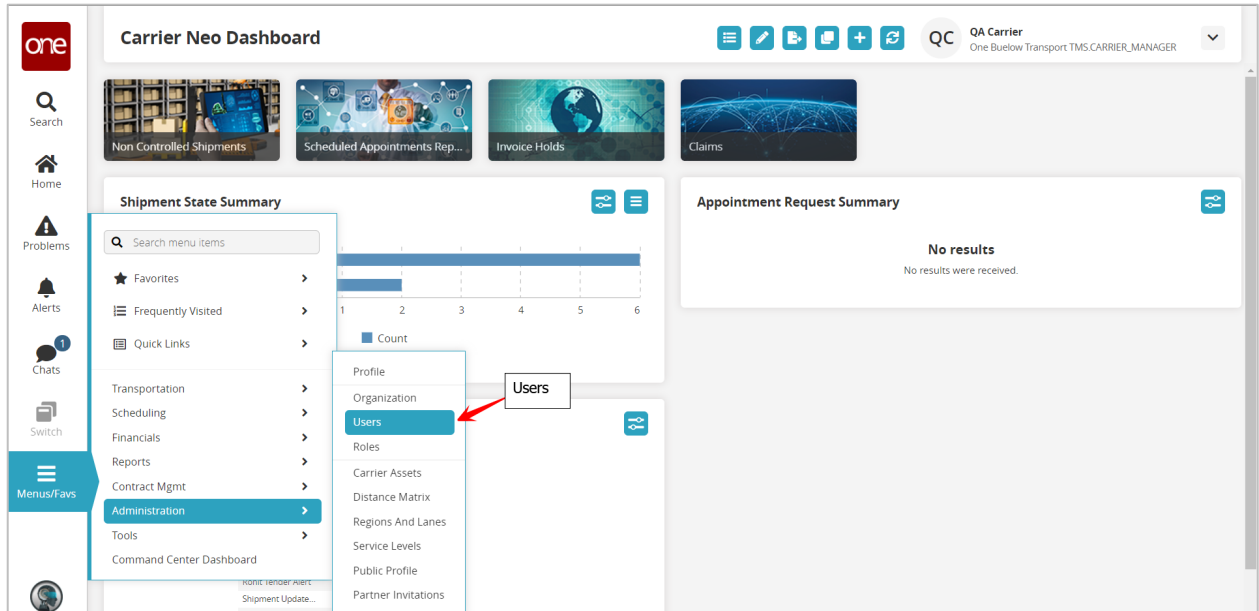 one
Carrier Neo Dashboard
QC
QA Carrier
One Buelow Transport TMS.CARRIER_MANAGER
Search
Home
Problems
Alerts
1
Chats
Switch
Menus/Favs
Non Controlled Shipments
Scheduled Appointments Rep...
Invoice Holds
Claims
Shipment State Summary
1 2 3 4 5 6
Count
Appointment Request Summary
No results
No results were received.
Search menu items
Favorites
Frequently Visited
Quick Links
Transportation
Scheduling
Financials
Reports
Contract Mgmt
Administration
Tools
Command Center Dashboard
Profile
Organization
Users
Roles
Carrier Assets
Distance Matrix
Regions And Lanes
Service Levels
Public Profile
Partner Invitations
Users
Rohit Tender Alert
Shipment Update...